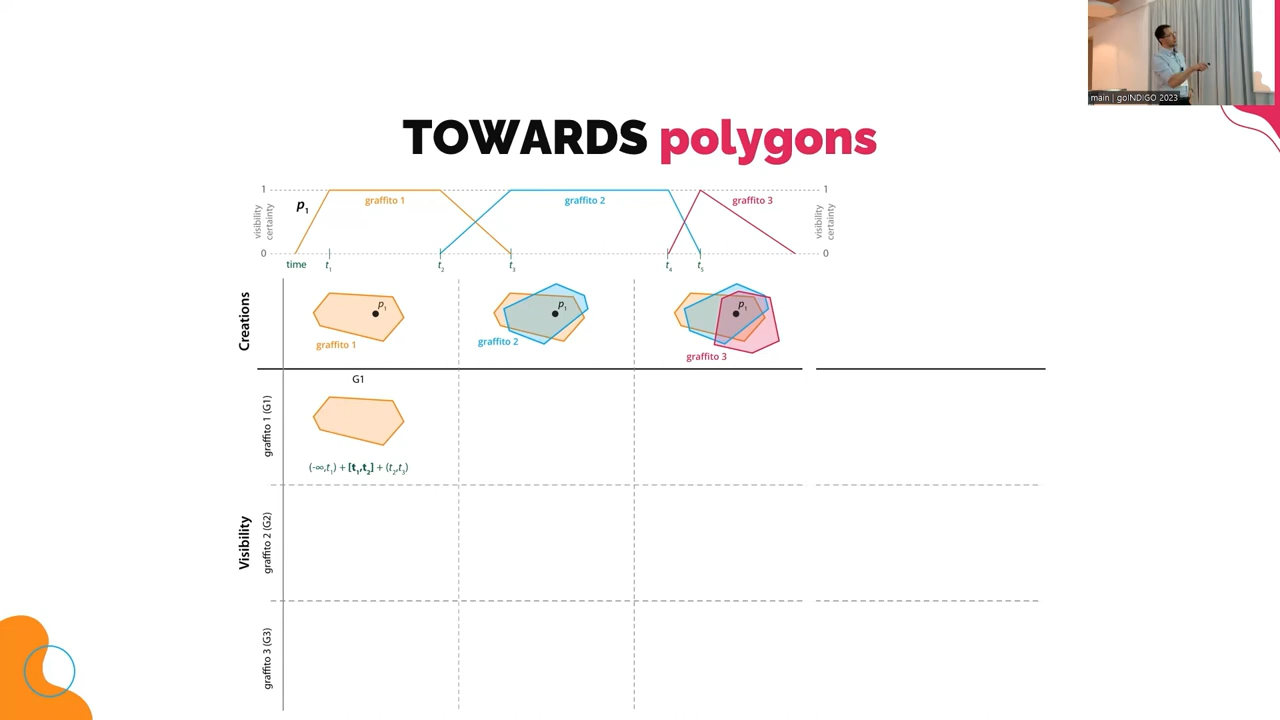 main | goINDIGO 2023
TOWARDS polygons
1
p1
graffito 1
graffito 2
graffito 3
1
visibility certainty
visibility certainty
0
0
time
t1
t2
t3
t4
t5
Creations
p1
graffito 1
p1
graffito 2
p1
graffito 3
Visibility
graffito 1 (G1)
G1
(-∞,t1) + [t1,t2] + (t2,t3)
graffito 2 (G2)
graffito 3 (G3)